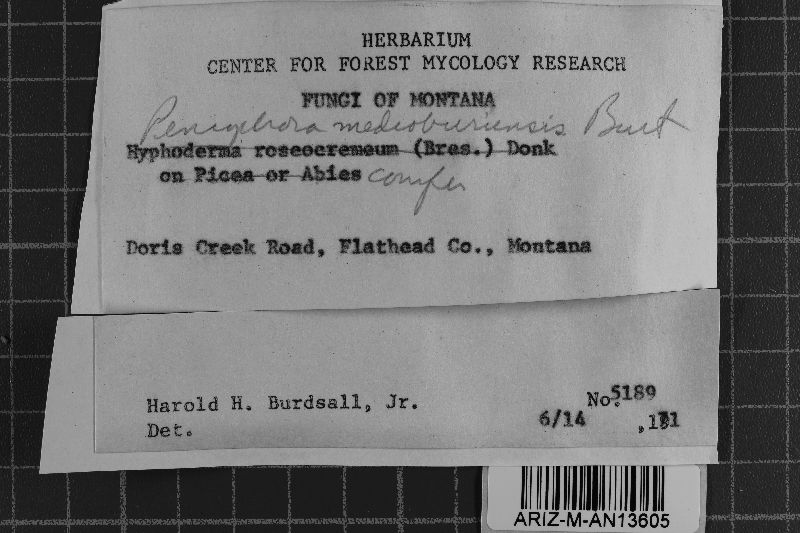 HERBARIUM
CENTER FOR FOREST MYCOLOGY RESEARCH
FUNGI OF MONTANA
Peniophora medioburiensis Burt
Hyphoderma roseocremeum (Bres.) Donk
on Picea or Abies conifer
Doris Creek Road, Flathead Co., Montana
Harold H. Burdsall, Jr.
No. 5189
Det.
6/14 ,1971
ARIZ-M-AN13605